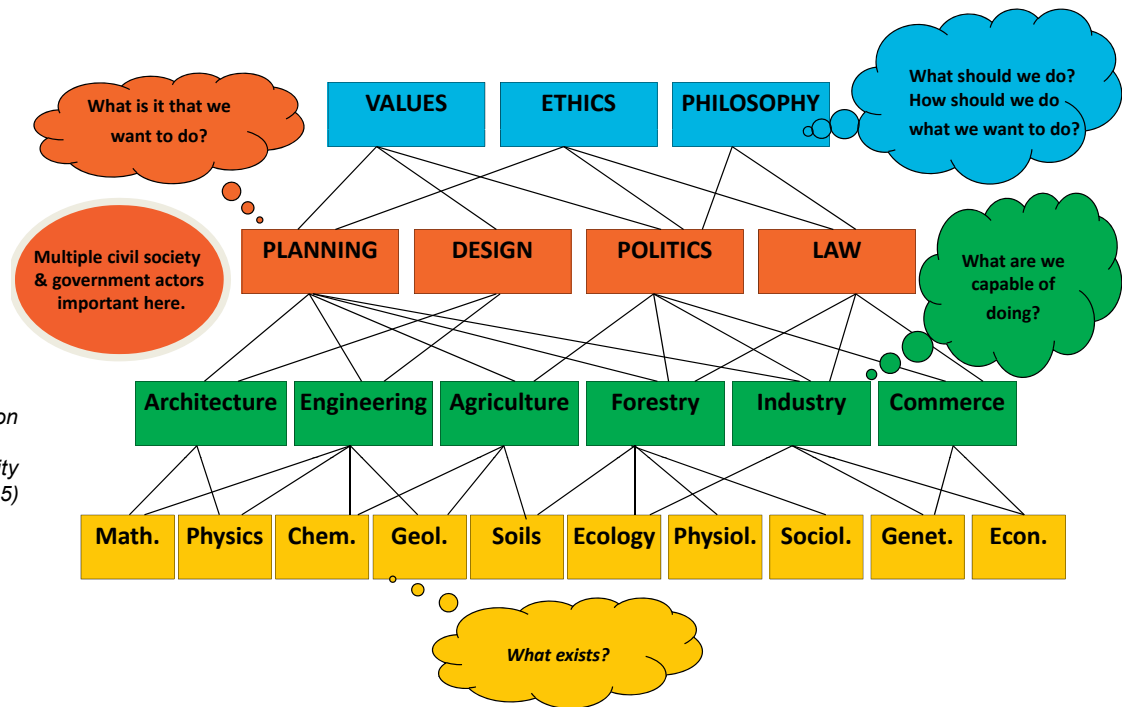 What is it that we
want to do?
VALUES
ETHICS
PHILOSOPHY
What should we do?
How should we do
what we want to do?
Multiple civil society
& government actors
important here.
PLANNING
DESIGN
POLITICS
LAW
What are we
capable of
doing?
on
ity
5)
Architecture
Engineering
Agriculture
Forestry
Industry
Commerce
Math.
Physics
Chem.
Geol.
Soils
Ecology
Physiol.
Sociol.
Genet.
Econ.
What exists?